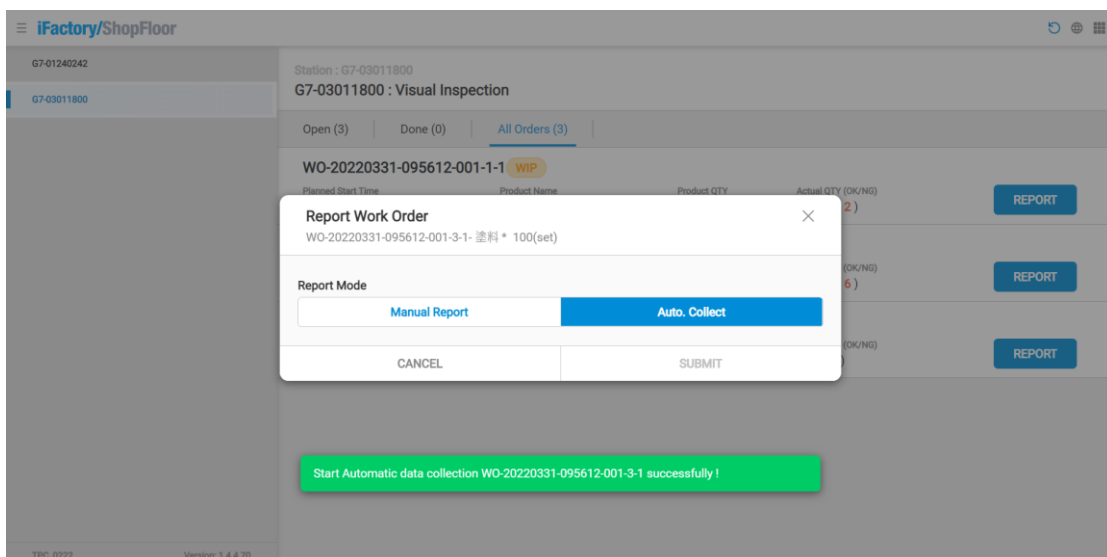 iFactory/ShopFloor
G7-01240242
G7-03011800
Station : G7-03011800
G7-03011800 : Visual Inspection
Open (3) Done (0) All Orders (3)
WO-20220331-095612-001-1-1 WIP
Planned Start Time Product Name Product QTY Actual QTY (OK/NG)
2 )
REPORT
Report Work Order
WO-20220331-095612-001-3-1- 塗料 * 100(set)
(OK/NG)
6 )
REPORT
Report Mode
Manual Report Auto. Collect
(OK/NG)
)
REPORT
CANCEL SUBMIT
Start Automatic data collection WO-20220331-095612-001-3-1 successfully !
TPC_0222 Version: 1.4.4.70